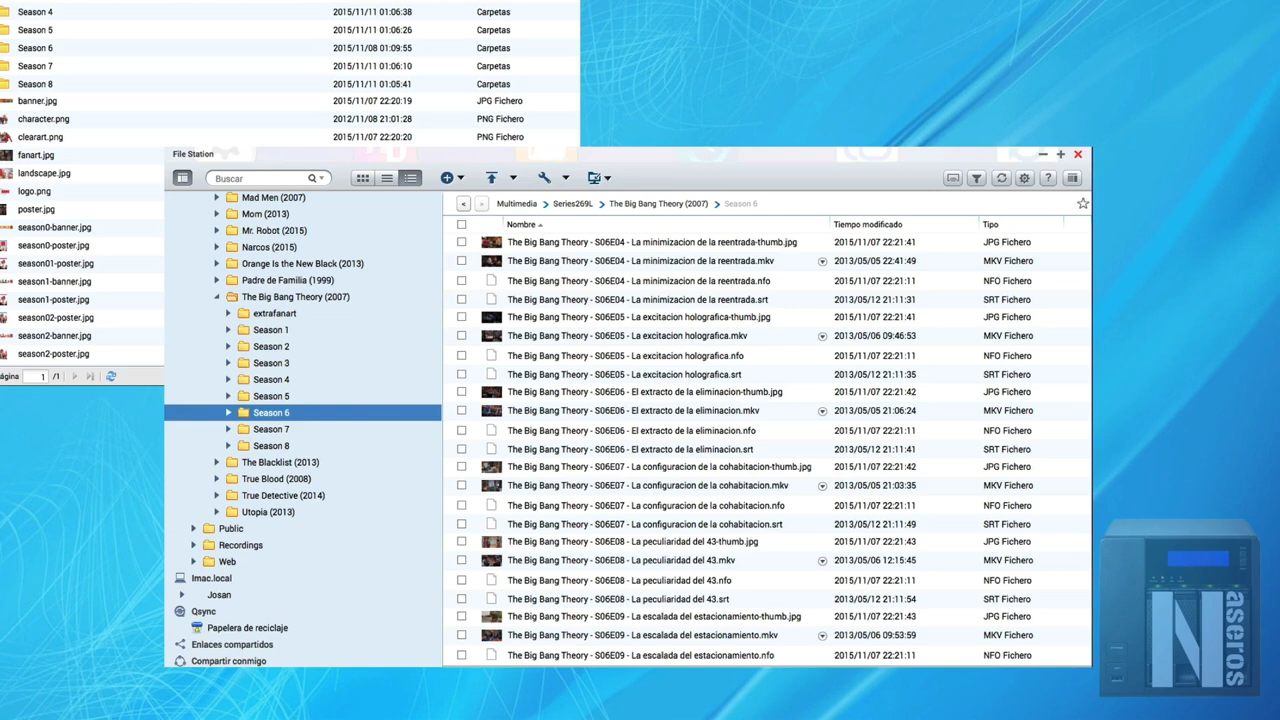 Season 4 2015/11/11 01:06:38 Carpetas
Season 5 2015/11/11 01:06:26 Carpetas
Season 6 2015/11/08 01:09:55 Carpetas
Season 7 2015/11/11 01:06:10 Carpetas
Season 8 2015/11/11 01:05:41 Carpetas
banner.jpg 2015/11/07 22:20:19 JPG Fichero
character.png 2012/11/08 21:01:28 PNG Fichero
clearart.png 2015/11/07 22:20:20 PNG Fichero
fanart.jpg
landscape.jpg
logo.png
poster.jpg
season0-banner.jpg
season0-poster.jpg
season01-poster.jpg
season1-banner.jpg
season1-poster.jpg
season02-poster.jpg
season2-banner.jpg
season2-poster.jpg
ágina 1 /1
File Station
Buscar
Mad Men (2007)
Mom (2013)
Mr. Robot (2015)
Narcos (2015)
Orange Is the New Black (2013)
Padre de Familia (1999)
The Big Bang Theory (2007)
extrafanart
Season 1
Season 2
Season 3
Season 4
Season 5
Season 6
Season 7
Season 8
The Blacklist (2013)
True Blood (2008)
True Detective (2014)
Utopia (2013)
Public
Recordings
Web
Imac.local
Josan
Qsync
Papelera de reciclaje
Enlaces compartidos
Compartir conmigo
Multimedia Series269L The Big Bang Theory (2007) Season 6
Nombre Tiempo modificado Tipo
The Big Bang Theory - S06E04 - La minimizacion de la reentrada-thumb.jpg 2015/11/07 22:21:41 JPG Fichero
The Big Bang Theory - S06E04 - La minimizacion de la reentrada.mkv 2013/05/05 22:41:49 MKV Fichero
The Big Bang Theory - S06E04 - La minimizacion de la reentrada.nfo 2015/11/07 22:21:11 NFO Fichero
The Big Bang Theory - S06E04 - La minimizacion de la reentrada.srt 2013/05/12 21:11:31 SRT Fichero
The Big Bang Theory - S06E05 - La excitacion holografica-thumb.jpg 2015/11/07 22:21:41 JPG Fichero
The Big Bang Theory - S06E05 - La excitacion holografica.mkv 2013/05/06 09:46:53 MKV Fichero
The Big Bang Theory - S06E05 - La excitacion holografica.nfo 2015/11/07 22:21:11 NFO Fichero
The Big Bang Theory - S06E05 - La excitacion holografica.srt 2013/05/12 21:11:35 SRT Fichero
The Big Bang Theory - S06E06 - El extracto de la eliminacion-thumb.jpg 2015/11/07 22:21:42 JPG Fichero
The Big Bang Theory - S06E06 - El extracto de la eliminacion.mkv 2013/05/05 21:06:24 MKV Fichero
The Big Bang Theory - S06E06 - El extracto de la eliminacion.nfo 2015/11/07 22:21:11 NFO Fichero
The Big Bang Theory - S06E06 - El extracto de la eliminacion.srt 2013/05/12 21:11:44 SRT Fichero
The Big Bang Theory - S06E07 - La configuracion de la cohabitacion-thumb.jpg 2015/11/07 22:21:42 JPG Fichero
The Big Bang Theory - S06E07 - La configuracion de la cohabitacion.mkv 2013/05/05 21:03:35 MKV Fichero
The Big Bang Theory - S06E07 - La configuracion de la cohabitacion.nfo 2015/11/07 22:21:11 NFO Fichero
The Big Bang Theory - S06E07 - La configuracion de la cohabitacion.srt 2013/05/12 21:11:49 SRT Fichero
The Big Bang Theory - S06E08 - La peculiaridad del 43-thumb.jpg 2015/11/07 22:21:42 JPG Fichero
The Big Bang Theory - S06E08 - La peculiaridad del 43.mkv 2013/05/06 12:15:45 MKV Fichero
The Big Bang Theory - S06E08 - La peculiaridad del 43.nfo 2015/11/07 22:21:11 NFO Fichero
The Big Bang Theory - S06E08 - La peculiaridad del 43.srt 2013/05/12 21:11:54 SRT Fichero
The Big Bang Theory - S06E09 - La escalada del estacionamiento-thumb.jpg 2015/11/07 22:21:42 JPG Fichero
The Big Bang Theory - S06E09 - La escalada del estacionamiento.mkv 2013/05/06 09:53:59 MKV Fichero
The Big Bang Theory - S06E09 - La escalada del estacionamiento.nfo 2015/11/07 22:21:11 NFO Fichero
Naseros